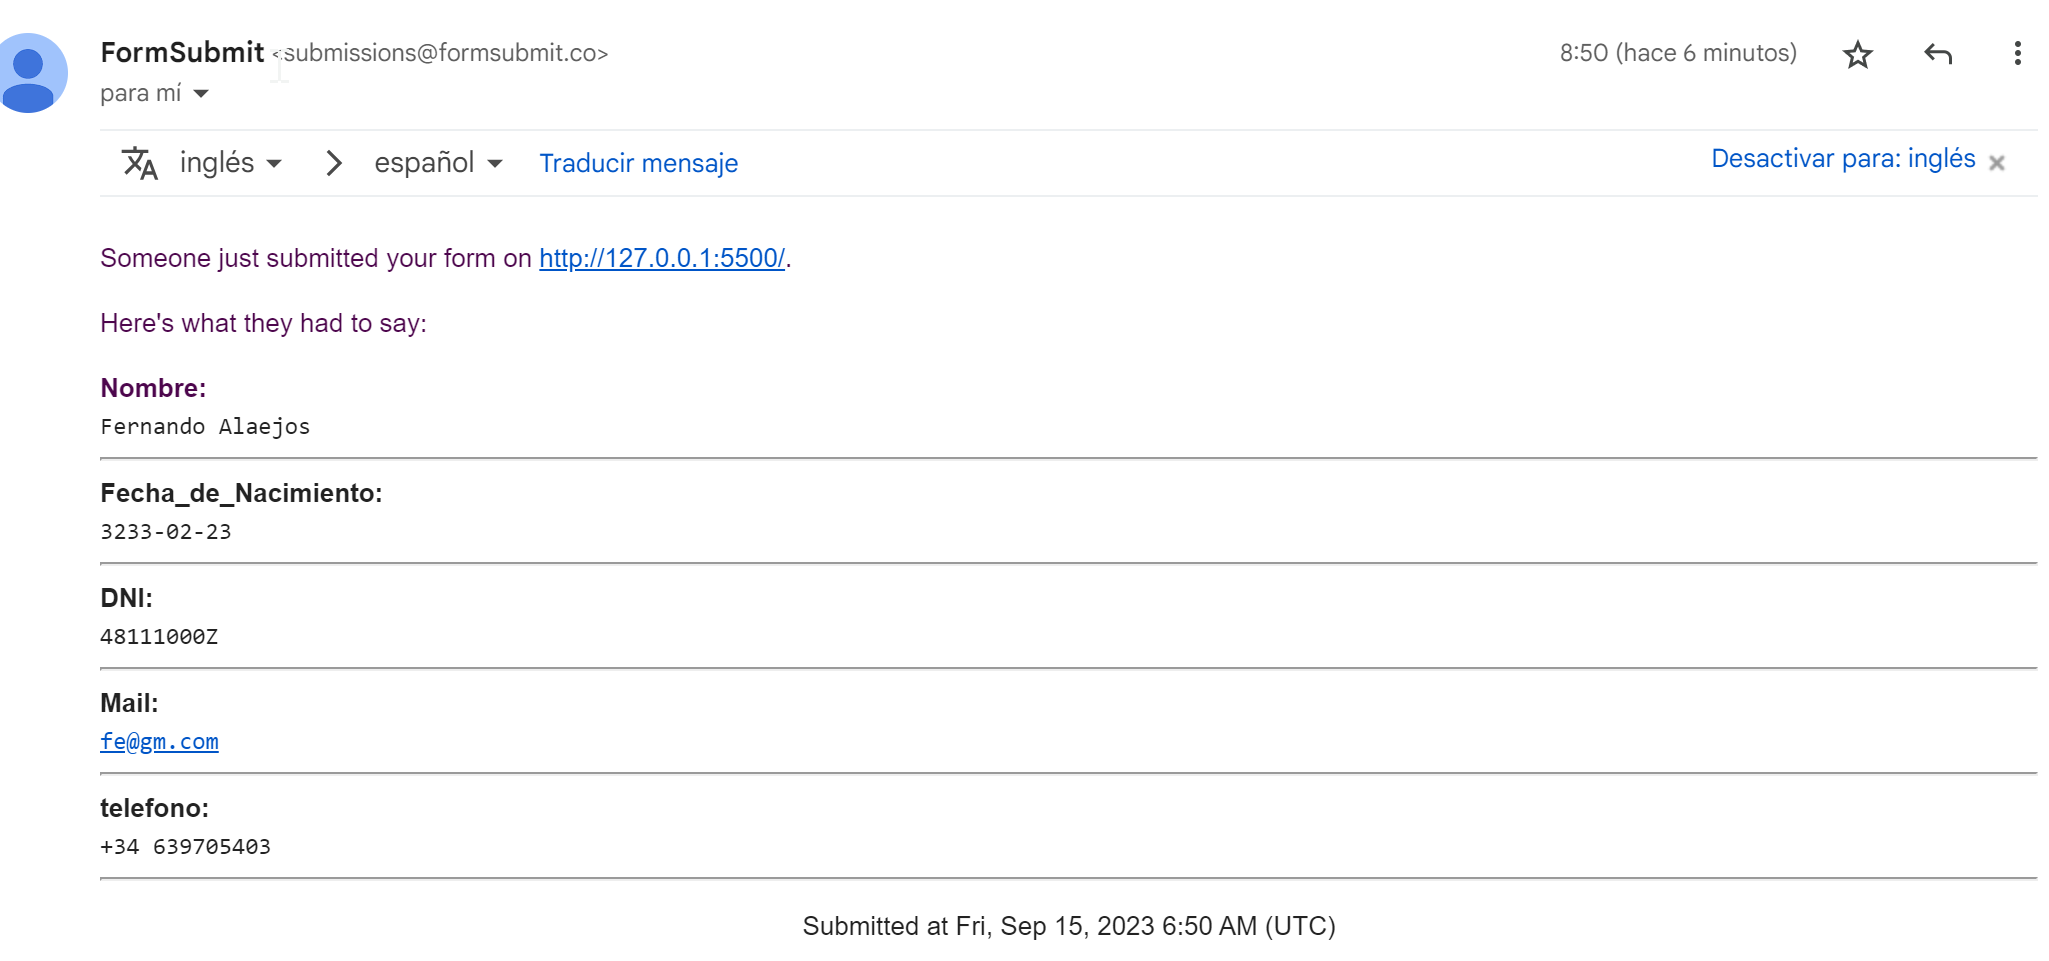 FormSubmit <submissions@formsubmit.co> 8:50 (hace 6 minutos)
para mí
inglés español Traducir mensaje Desactivar para: inglés
Someone just submitted your form on http://127.0.0.1:5500/.
Here's what they had to say:
Nombre:
Fernando Alaejos
Fecha_de_Nacimiento:
3233-02-23
DNI:
48111000Z
Mail:
fe@gm.com
telefono:
+34 639705403
Submitted at Fri, Sep 15, 2023 6:50 AM (UTC)